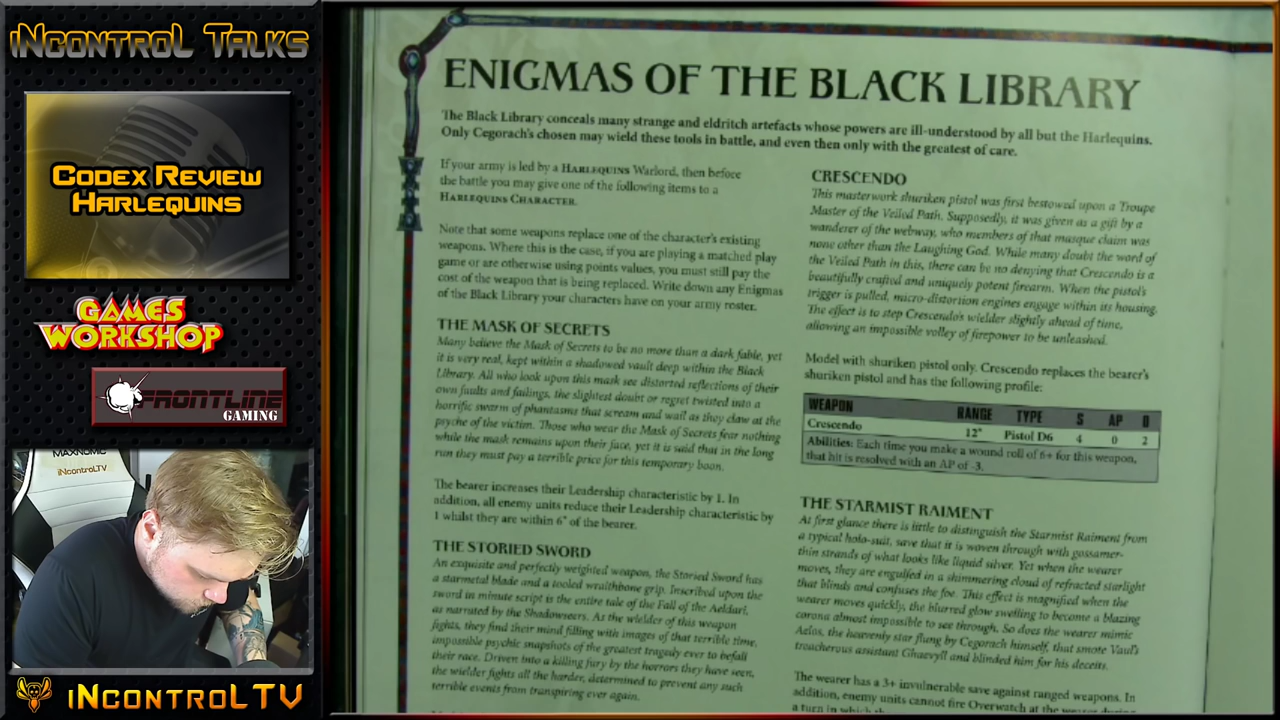 iNcontroL Talks
Codex Review
Harlequins
GAMES
WORKSHOP
FRONTLINE
GAMING
MAXNOMIC
iNcontroLTV
iNcontroLTV
ENIGMAS OF THE BLACK LIBRARY
The Black Library conceals many strange and eldritch artefacts whose powers are ill-understood by all but the Harlequins.
Only Cegorach's chosen may wield these tools in battle, and even then only with the greatest of care.
If your army is led by a HARLEQUINS Warlord, then before
the battle you may give one of the following items to a
HARLEQUINS CHARACTER.
Note that some weapons replace one of the character's existing
weapons. Where this is the case, if you are playing a matched play
game or are otherwise using points values, you must still pay the
cost of the weapon that is being replaced. Write down any Enigmas
of the Black Library your characters have on your army roster.
THE MASK OF SECRETS
Many believe the Mask of Secrets to be no more than a dark fable, yet
it is very real, kept within a shadowed vault deep within the Black
Library. All who look upon this mask see distorted reflections of their
own faults and failings, the slightest doubt or regret twisted into a
horrific swarm of phantasms that scream and wail as they claw at the
psyche of the victim. Those who wear the Mask of Secrets fear nothing
while the mask remains upon their face, yet it is said that in the long
run they must pay a terrible price for this temporary boon.
The bearer increases their Leadership characteristic by 1. In
addition, all enemy units reduce their Leadership characteristic by
1 whilst they are within 6" of the bearer.
THE STORIED SWORD
An exquisite and perfectly weighted weapon, the Storied Sword has
a starmetal blade and a tooled wraithbone grip. Inscribed upon the
sword in minute script is the entire tale of the Fall of the Aeldari,
as narrated by the Shadowseers. As the wielder of this weapon
fights, they find their mind filling with images of that terrible time,
impossible psychic snapshots of the greatest tragedy ever to befall
their race. Driven into a killing fury by the horrors they have seen,
the wielder fights all the harder, determined to prevent any such
terrible events from transpiring ever again.
CRESCENDO
This masterwork shuriken pistol was first bestowed upon a Troupe
Master of the Veiled Path. Supposedly, it was given as a gift by a
wanderer of the webway, who members of that masque claim was
none other than the Laughing God. While many doubt the word of
the Veiled Path in this, there can be no denying that Crescendo is a
beautifully crafted and uniquely potent firearm. When the pistol's
trigger is pulled, micro-distortion engines engage within its housing.
The effect is to step Crescendo's wielder slightly ahead of time,
allowing an impossible volley of firepower to be unleashed.
Model with shuriken pistol only. Crescendo replaces the bearer's
shuriken pistol and has the following profile:
WEAPON RANGE TYPE S AP D
Crescendo 12" Pistol D6 4 0 2
Abilities: Each time you make a wound roll of 6+ for this weapon,
that hit is resolved with an AP of -3.
THE STARMIST RAIMENT
At first glance there is little to distinguish the Starmist Raiment from
a typical holo-suit, save that it is woven through with gossamer-
thin strands of what looks like liquid silver. Yet when the wearer
moves, they are engulfed in a shimmering cloud of refracted starlight
that blinds and confuses the foe. This effect is magnified when the
wearer moves quickly, the blurred glow swelling to become a blazing
corona almost impossible to see through. So does the wearer mimic
Aelos, the heavenly star flung by Cegorach himself, that smote Vaul's
treacherous assistant Ghaevyll and blinded him for his deceits.
The wearer has a 3+ invulnerable save against ranged weapons. In
addition, enemy units cannot fire Overwatch at the wearer during
a turn in which